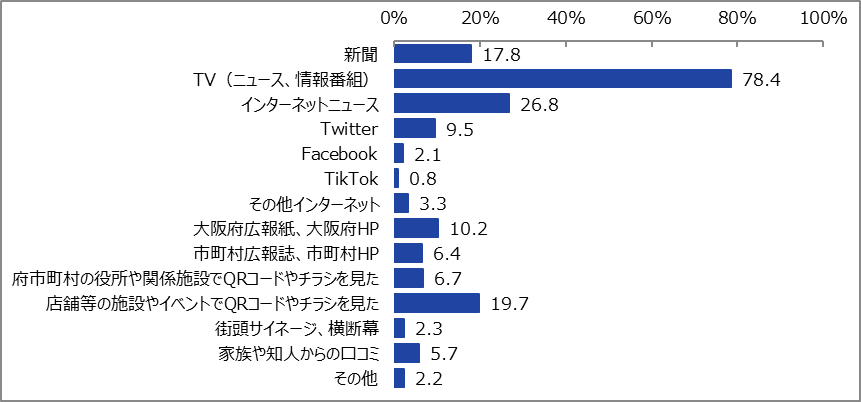 0% 20% 40% 60% 80% 100%
新聞 17.8
TV（ニュース、情報番組） 78.4
インターネットニュース 26.8
Twitter 9.5
Facebook 2.1
TikTok 0.8
その他インターネット 3.3
大阪府広報紙、大阪府HP 10.2
市町村広報誌、市町村HP 6.4
府市町村の役所や関係施設でQRコードやチラシを見た 6.7
店舗等の施設やイベントでQRコードやチラシを見た 19.7
街頭サイネージ、横断幕 2.3
家族や知人からの口コミ 5.7
その他 2.2